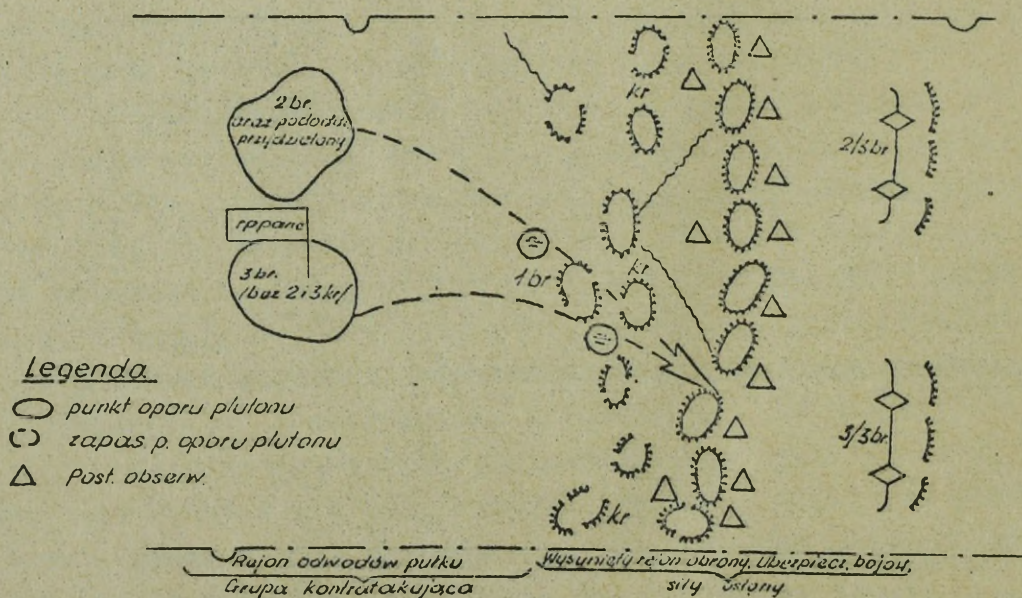 2 br.
oraz pododdz.
przydzielony
rppanc
3 br.
/bez 2 i 3 kr/
kr
kr
1 br
kr
2/3 br.
3/3 br.
Legenda
punkt oporu plutonu
zapas. p. oporu plutonu
Post. obserw.
Rejon odwodów pułku
Grupa kontratakująca
Wysunięty rejon obrony, Ubezpiecz. bojow,
siły osłony